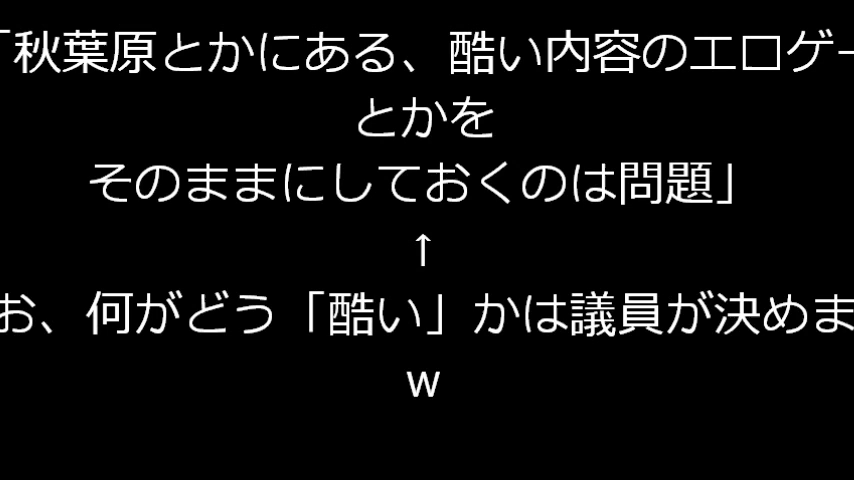 「秋葉原とかにある、酷い内容のエロゲー
とかを
そのままにしておくのは問題」
↑
お、何がどう「酷い」かは議員が決めま
w